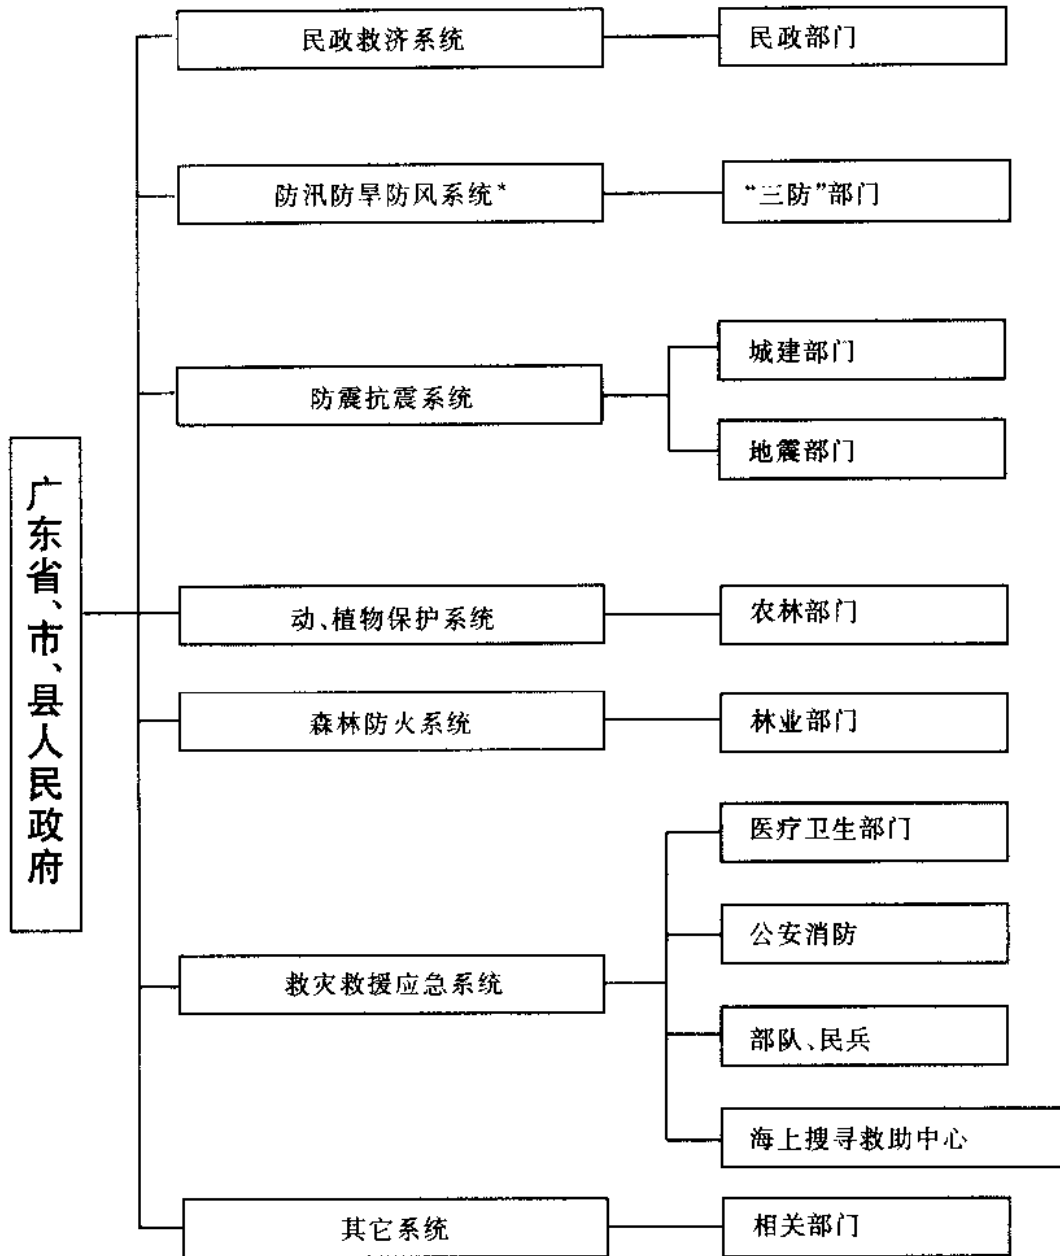 广东省、市、县人民政府
民政救济系统
民政部门
防汛防旱防风系统*
“三防”部门
防震抗震系统
城建部门
地震部门
动、植物保护系统
农林部门
森林防火系统
林业部门
救灾救援应急系统
医疗卫生部门
公安消防
部队、民兵
海上搜寻救助中心
其它系统
相关部门